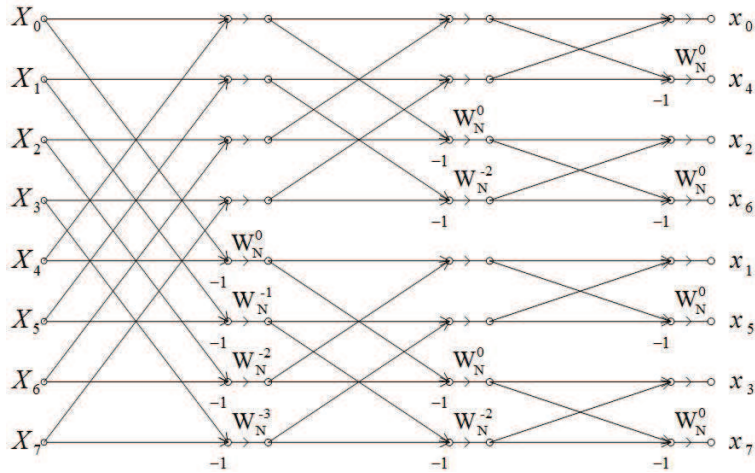 X₀ x₀
W_N^0
X₁ -1 x₄
X₂ W_N^0 x₂
-1 W_N^-2 W_N^0
X₃ -1 -1 x₆
W_N^0
X₄ -1 x₁
W_N^-1 W_N^0
X₅ -1 -1 x₅
W_N^-2 W_N^0
X₆ -1 -1 x₃
W_N^-3 W_N^-2 W_N^0
X₇ -1 -1 -1 x₇